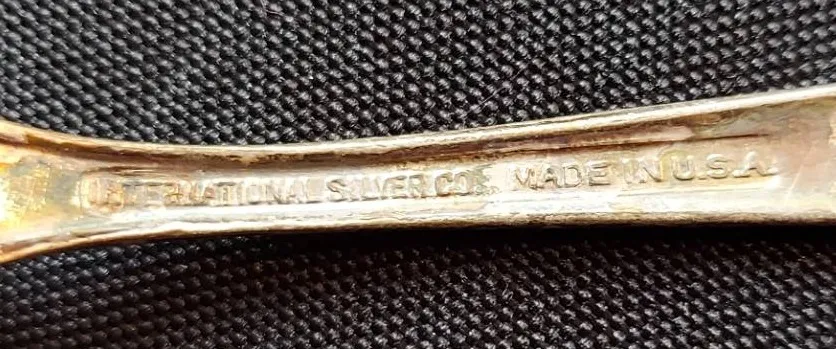 INTERNATIONAL SILVER CO. MADE IN U.S.A.